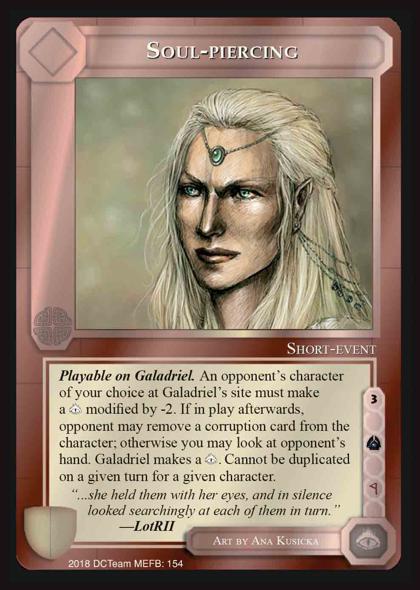 Soul-piercing
Short-event
Playable on Galadriel. An opponent's character
of your choice at Galadriel's site must make
a modified by -2. If in play afterwards,
opponent may remove a corruption card from the
character; otherwise you may look at opponent's
hand. Galadriel makes a . Cannot be duplicated
on a given turn for a given character.
“...she held them with her eyes, and in silence
looked searchingly at each of them in turn.”
—LotRII
3
Art by Ana Kusicka
2018 DCTeam MEFB: 154